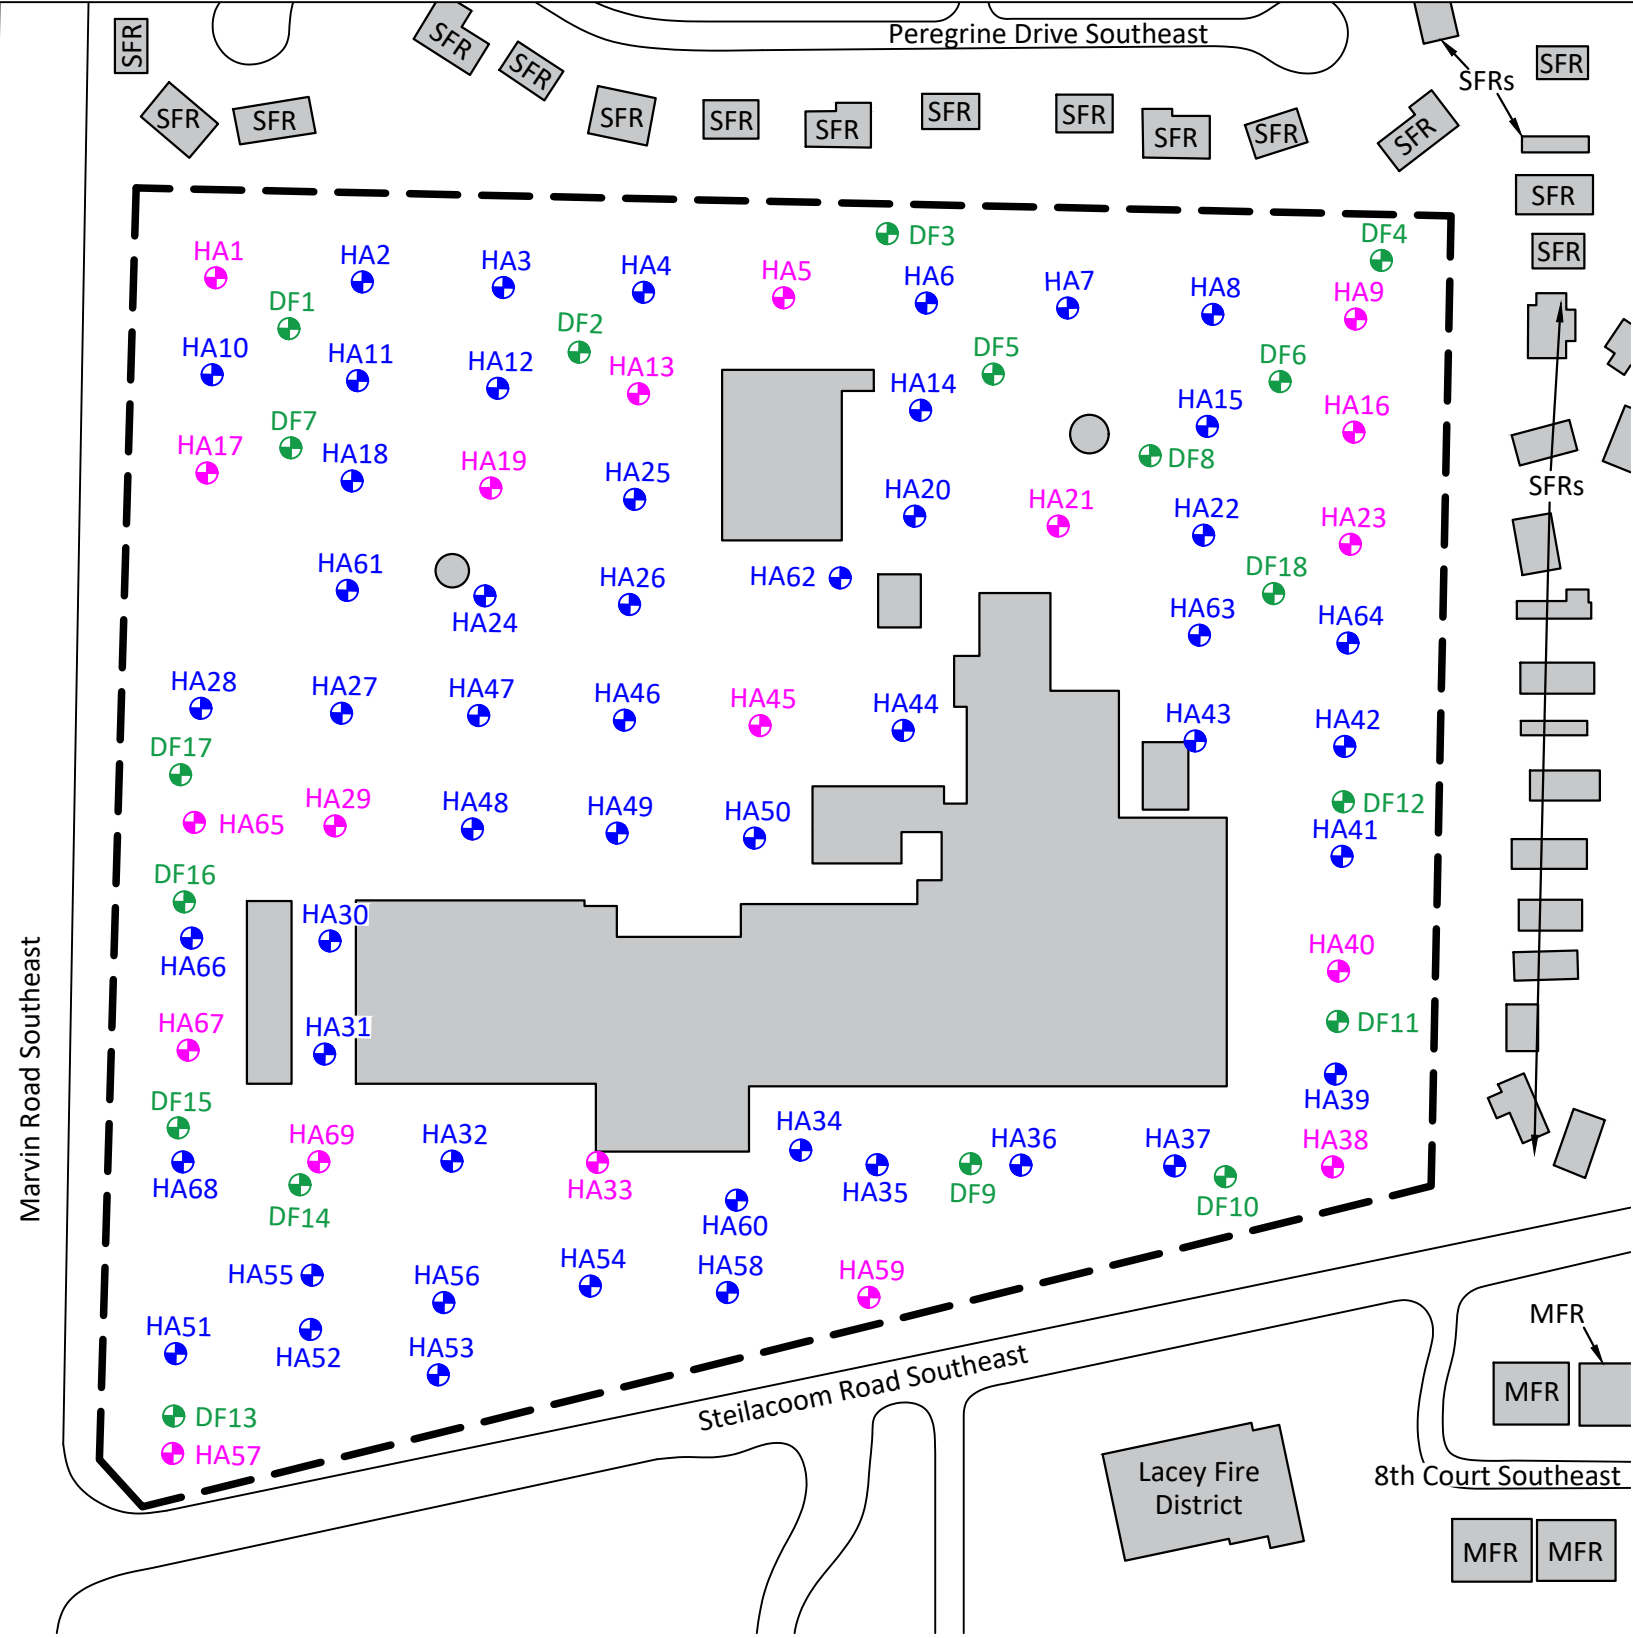 Peregrine Drive Southeast
SFR
SFR
SFR
SFR
SFR
SFR
SFR
SFR
SFR
SFR
SFR
SFR
SFR
SFRs
SFR
SFR
SFR
SFRs
HA1
HA2
HA3
HA4
HA5
DF3
HA6
HA7
HA8
DF4
HA9
DF1
DF2
DF5
DF6
HA10
HA11
HA12
HA13
HA14
HA15
HA16
DF7
DF8
HA17
HA18
HA19
HA25
HA20
HA21
HA22
HA23
DF18
HA61
HA24
HA26
HA62
HA63
HA64
HA28
HA27
HA47
HA46
HA45
HA44
HA43
HA42
DF17
DF12
HA65
HA29
HA48
HA49
HA50
HA41
DF16
HA30
HA66
HA40
HA67
HA31
DF11
DF15
HA39
HA69
HA32
HA34
HA36
HA37
HA38
HA68
DF14
HA33
HA35
DF9
DF10
HA60
HA55
HA56
HA54
HA58
HA59
HA51
HA52
HA53
DF13
HA57
Marvin Road Southeast
Steilacoom Road Southeast
MFR
MFR
Lacey Fire
District
8th Court Southeast
MFR
MFR